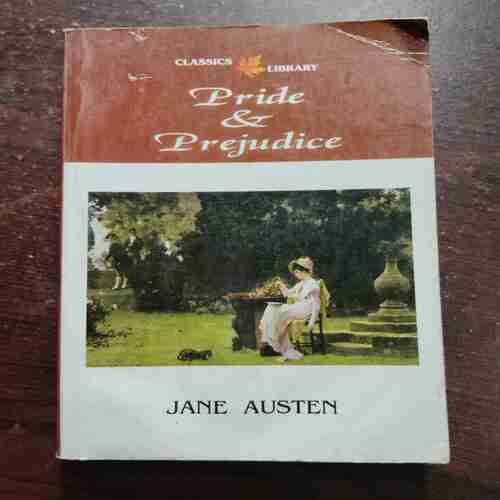 CLASSICS LIBRARY
Pride
&
Prejudice
JANE AUSTEN